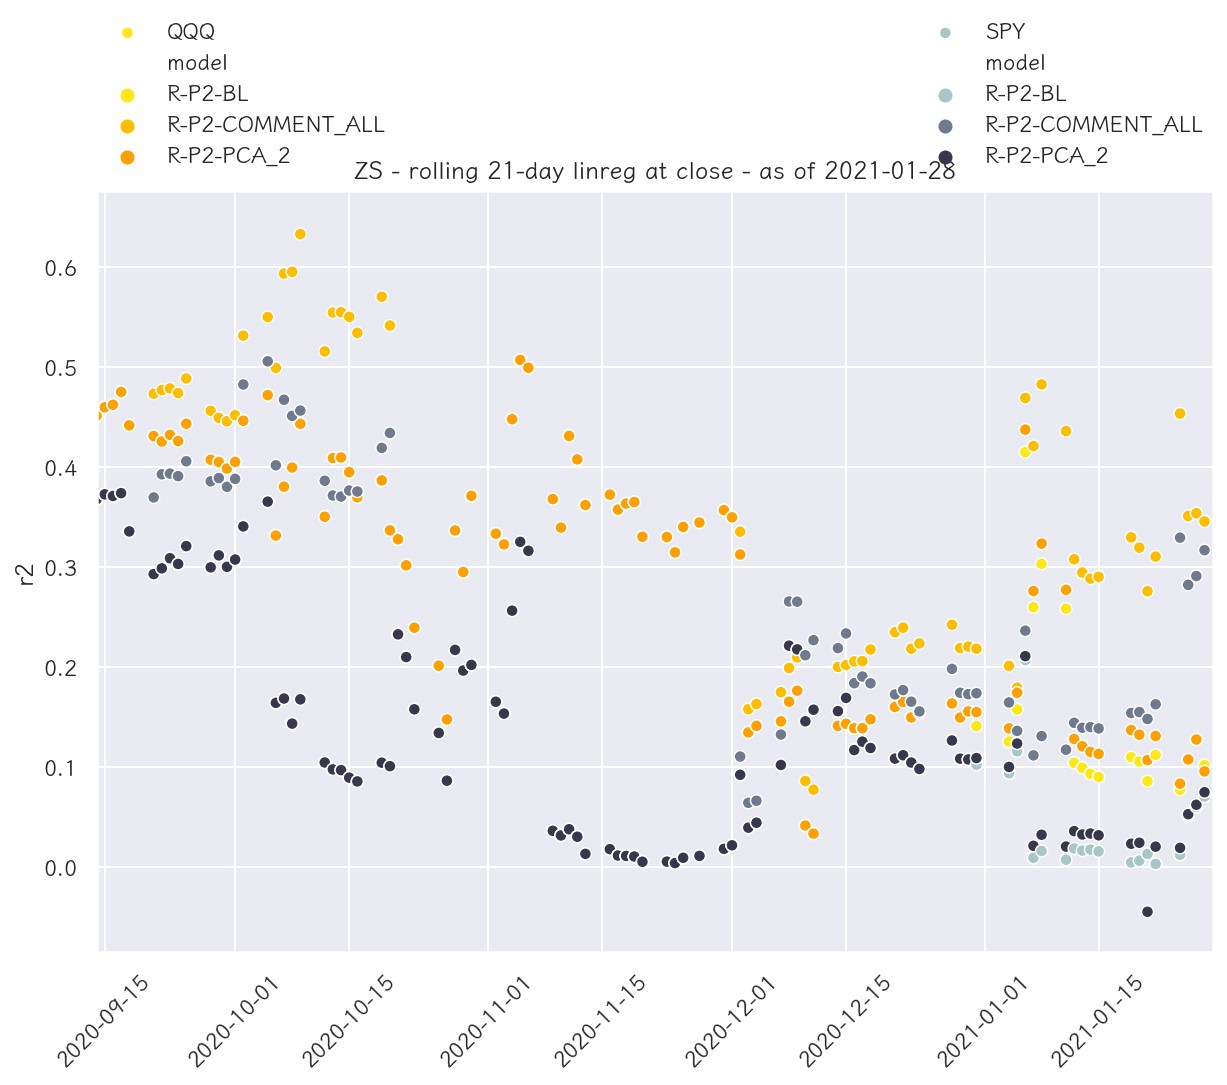 QQQ
model
R-P2-BL
R-P2-COMMENT_ALL
R-P2-PCA_2
SPY
model
R-P2-BL
R-P2-COMMENT_ALL
R-P2-PCA_2
ZS - rolling 21-day linreg at close - as of 2021-01-28
r2
0.6
0.5
0.4
0.3
0.2
0.1
0.0
2020-09-15
2020-10-01
2020-10-15
2020-11-01
2020-11-15
2020-12-01
2020-12-15
2021-01-01
2021-01-15